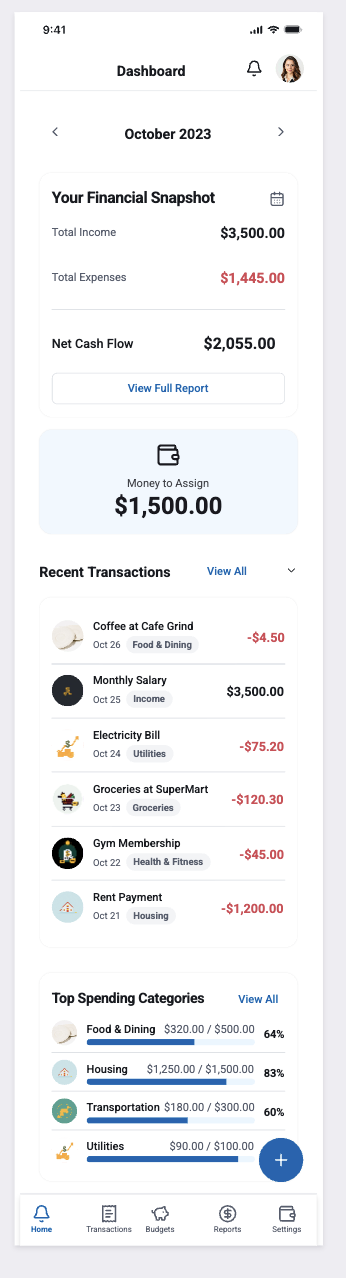 9:41
Dashboard
October 2023
Your Financial Snapshot
Total Income $3,500.00
Total Expenses $1,445.00
Net Cash Flow $2,055.00
View Full Report
Money to Assign
$1,500.00
Recent Transactions View All
Coffee at Cafe Grind
Oct 26 Food & Dining -$4.50
Monthly Salary
Oct 25 Income $3,500.00
Electricity Bill
Oct 24 Utilities -$75.20
Groceries at SuperMart
Oct 23 Groceries -$120.30
Gym Membership
Oct 22 Health & Fitness -$45.00
Rent Payment
Oct 21 Housing -$1,200.00
Top Spending Categories View All
Food & Dining $320.00 / $500.00 64%
Housing $1,250.00 / $1,500.00 83%
Transportation $180.00 / $300.00 60%
Utilities $90.00 / $100.00
Home Transactions Budgets Reports Settings